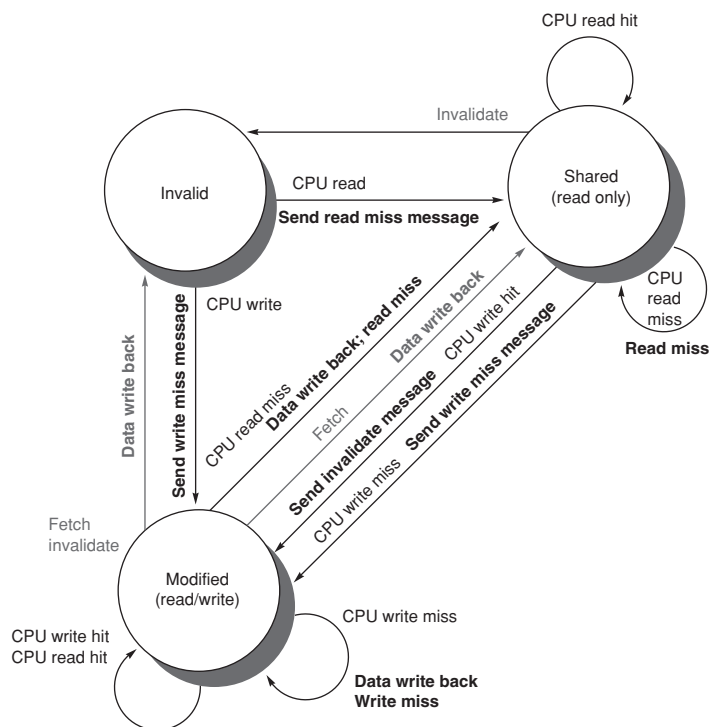 CPU read hit
Invalidate
Invalid
Shared
(read only)
CPU read
Send read miss message
CPU write
CPU
read
miss
Read miss
Data write back
Send write miss message
CPU read miss
Data write back; read miss
Fetch
Data write back
Send invalidate message
CPU write hit
CPU write miss
Send write miss message
Fetch
invalidate
Modified
(read/write)
CPU write hit
CPU read hit
CPU write miss
Data write back
Write miss